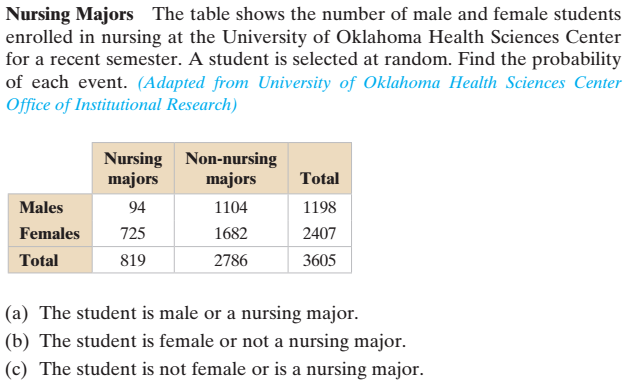 Nursing Majors The table shows the number of male and female students
enrolled in nursing at the University of Oklahoma Health Sciences Center
for a recent semester. A student is selected at random. Find the probability
of each event. (Adapted from University of Oklahoma Health Sciences Center
Office of Institutional Research)
Nursing majors Non-nursing majors Total
Males 94 1104 1198
Females 725 1682 2407
Total 819 2786 3605
(a) The student is male or a nursing major.
(b) The student is female or not a nursing major.
(c) The student is not female or is a nursing major.